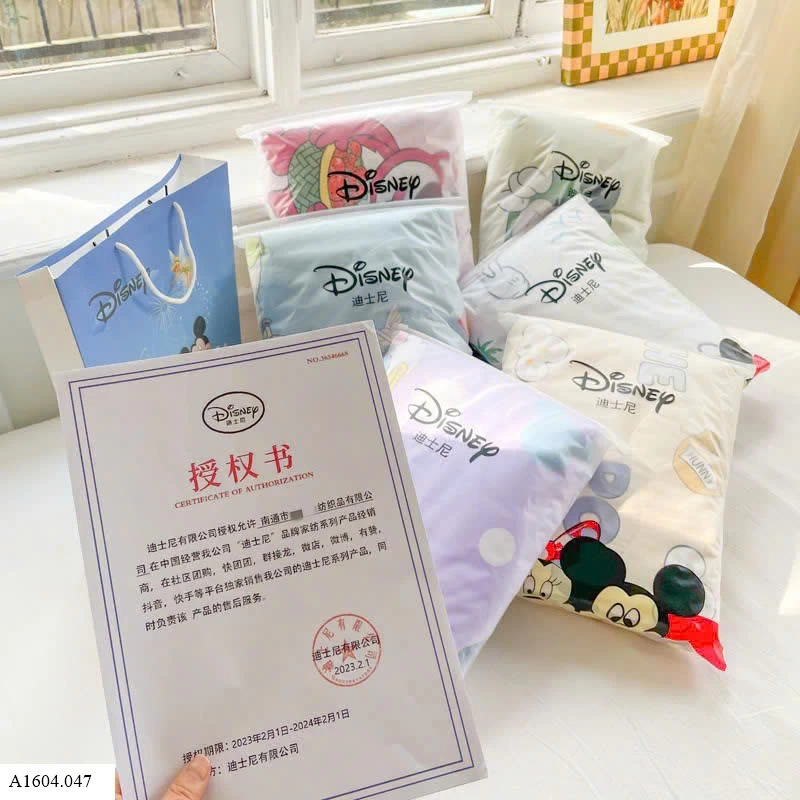 DISNEY
DISNEY
DISNEY
DISNEY
迪士尼
DISNEY
迪士尼
DISNEY
迪士尼
HUNNY
DISNEY
迪士尼
NO.36546665
DISNEY
迪士尼
授权书
CERTIFICATE OF AUTHORIZATION
迪士尼有限公司授权允许 南通市 纺织品有限公
司 在中国经营我公司“迪士尼”品牌家纺系列产品经销
商，在社区团购，快团团，群接龙，微店，微博，有赞，
抖音，快手等平台独家销售我公司的迪士尼系列产品，同
时负责该 产品的售后服务。
迪士尼有限公司
2023.2.1
授权期限：2023年2月1日-2024年2月1日
方：迪士尼有限公司
A1604.047